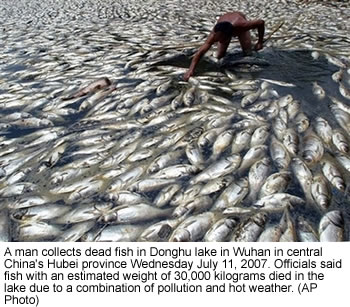 A man collects dead fish in Donghu lake in Wuhan in central
China's Hubei province Wednesday July 11, 2007. Officials said
fish with an estimated weight of 30,000 kilograms died in the
lake due to a combination of pollution and hot weather. (AP
Photo)